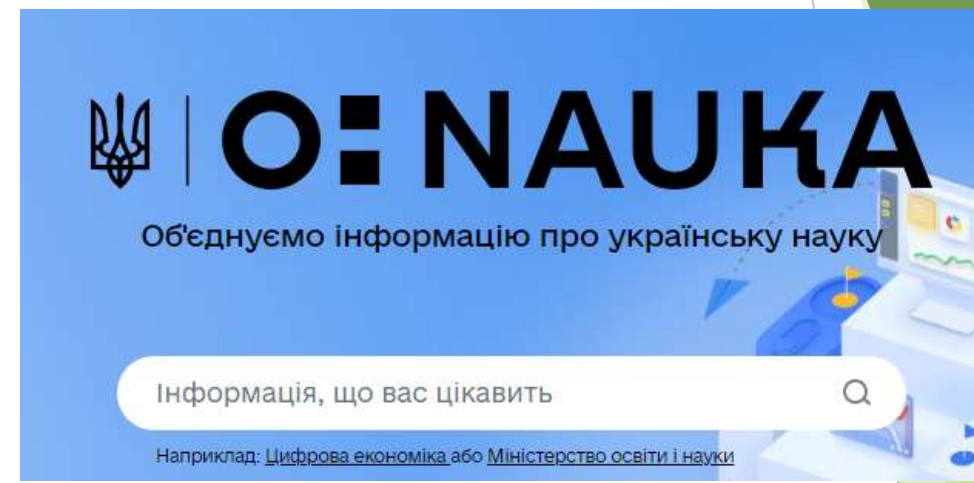 O: NAUKA
Об'єднуємо інформацію про українську науку
Інформація, що вас цікавить
Наприклад: Цифрова економіка або Міністерство освіти і науки